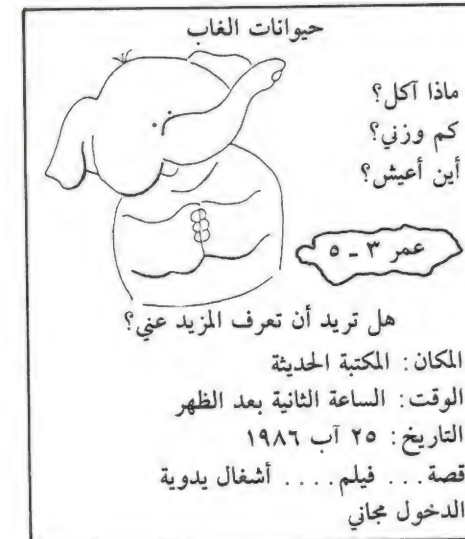 حيوانات الغاب
ماذا آكل؟
كم وزني؟
أين أعيش؟
عمر ٣ ـ ٥
هل تريد أن تعرف المزيد عني؟
المكان: المكتبة الحديثة
الوقت: الساعة الثانية بعد الظهر
التاريخ: ٢٥ آب ١٩٨٦
قصة... فيلم.... أشغال يدوية
الدخول مجاني